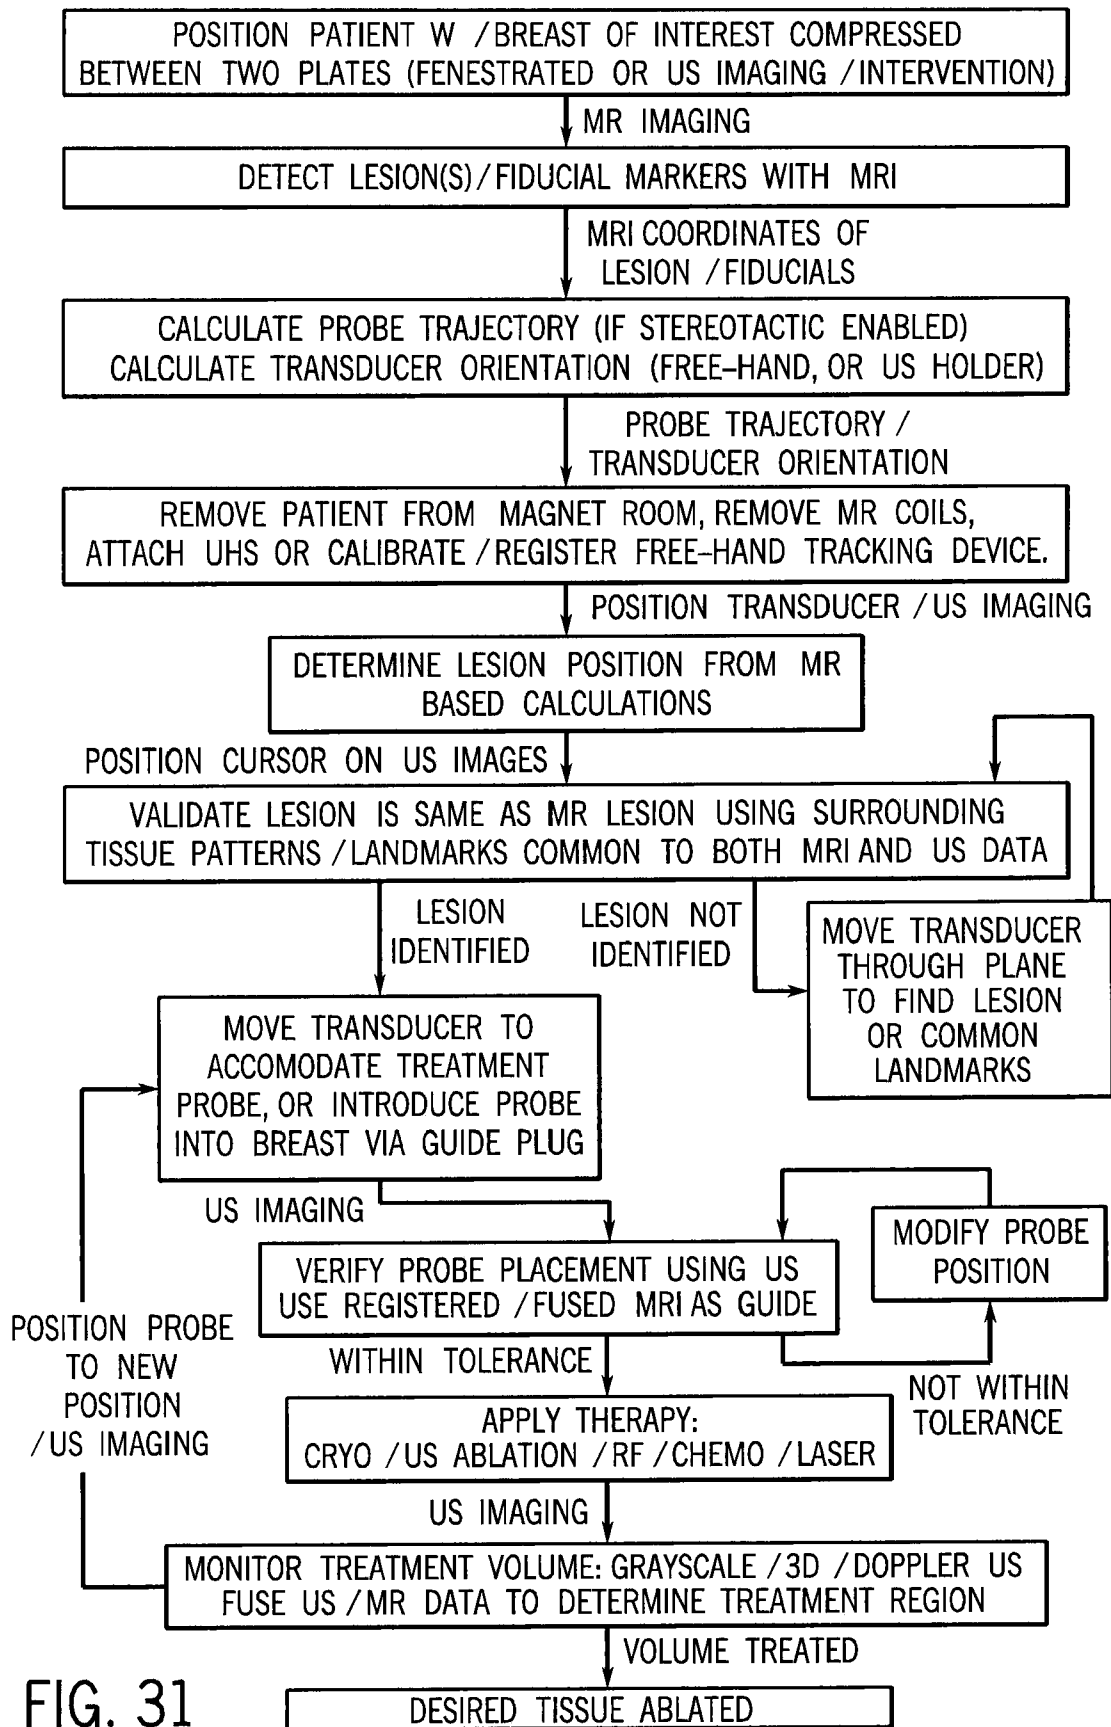 POSITION PATIENT W / BREAST OF INTEREST COMPRESSED
BETWEEN TWO PLATES (FENESTRATED OR US IMAGING / INTERVENTION)
MR IMAGING
DETECT LESION(S) / FIDUCIAL MARKERS WITH MRI
MRI COORDINATES OF
LESION / FIDUCIALS
CALCULATE PROBE TRAJECTORY (IF STEREOTACTIC ENABLED)
CALCULATE TRANSDUCER ORIENTATION (FREE-HAND, OR US HOLDER)
PROBE TRAJECTORY /
TRANSDUCER ORIENTATION
REMOVE PATIENT FROM MAGNET ROOM, REMOVE MR COILS,
ATTACH UHS OR CALIBRATE / REGISTER FREE-HAND TRACKING DEVICE.
POSITION TRANSDUCER / US IMAGING
DETERMINE LESION POSITION FROM MR
BASED CALCULATIONS
POSITION CURSOR ON US IMAGES
VALIDATE LESION IS SAME AS MR LESION USING SURROUNDING
TISSUE PATTERNS / LANDMARKS COMMON TO BOTH MRI AND US DATA
LESION
IDENTIFIED
LESION NOT
IDENTIFIED
MOVE TRANSDUCER
THROUGH PLANE
TO FIND LESION
OR COMMON
LANDMARKS
MOVE TRANSDUCER TO
ACCOMODATE TREATMENT
PROBE, OR INTRODUCE PROBE
INTO BREAST VIA GUIDE PLUG
US IMAGING
VERIFY PROBE PLACEMENT USING US
USE REGISTERED / FUSED MRI AS GUIDE
MODIFY PROBE
POSITION
WITHIN TOLERANCE
NOT WITHIN
TOLERANCE
POSITION PROBE
TO NEW
POSITION
/ US IMAGING
APPLY THERAPY:
CRYO / US ABLATION / RF / CHEMO / LASER
US IMAGING
MONITOR TREATMENT VOLUME: GRAYSCALE / 3D / DOPPLER US
FUSE US / MR DATA TO DETERMINE TREATMENT REGION
VOLUME TREATED
DESIRED TISSUE ABLATED
FIG. 31